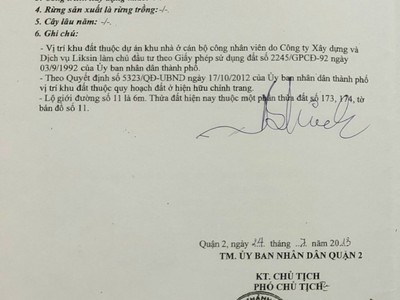 4. Rừng sản xuất là rừng trồng: -/-
5. Cây lâu năm: -/-
6. Ghi chú:
- Vị trí khu đất thuộc dự án khu nhà ở cán bộ công nhân viên do Công ty Xây dựng và
Dịch vụ Liksin làm chủ đầu tư theo Giấy phép sử dụng đất số 2245/GPCĐ-92 ngày
03/9/1992 của Ủy ban nhân dân thành phố.
- Theo Quyết định số 5323/QĐ-UBND ngày 17/10/2012 của Ủy ban nhân dân thành phố
vị trí khu đất thuộc quy hoạch đất ở hiện hữu chỉnh trang.
- Lộ giới đường số 11 là 6m. Thửa đất hiện nay thuộc một phần thửa đất số 173, 174, tờ
bản đồ số 11.
Quận 2, ngày 24 tháng 7 năm 2013
TM. ỦY BAN NHÂN DÂN QUẬN 2
KT. CHỦ TỊCH
PHÓ CHỦ TỊCH